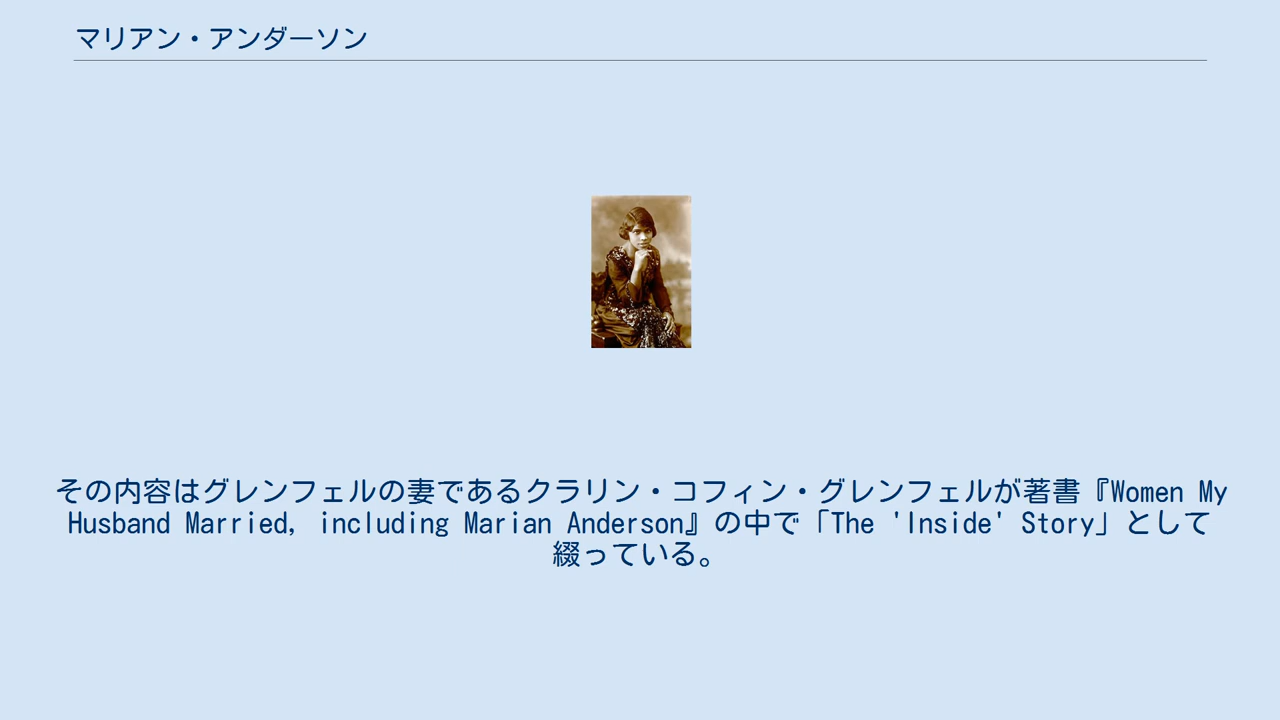 マリアン・アンダーソン
その内容はグレンフェルの妻であるクラリン・コフィン・グレンフェルが著書『Women My
Husband Married, including Marian Anderson』の中で「The 'Inside' Story」として
綴っている。